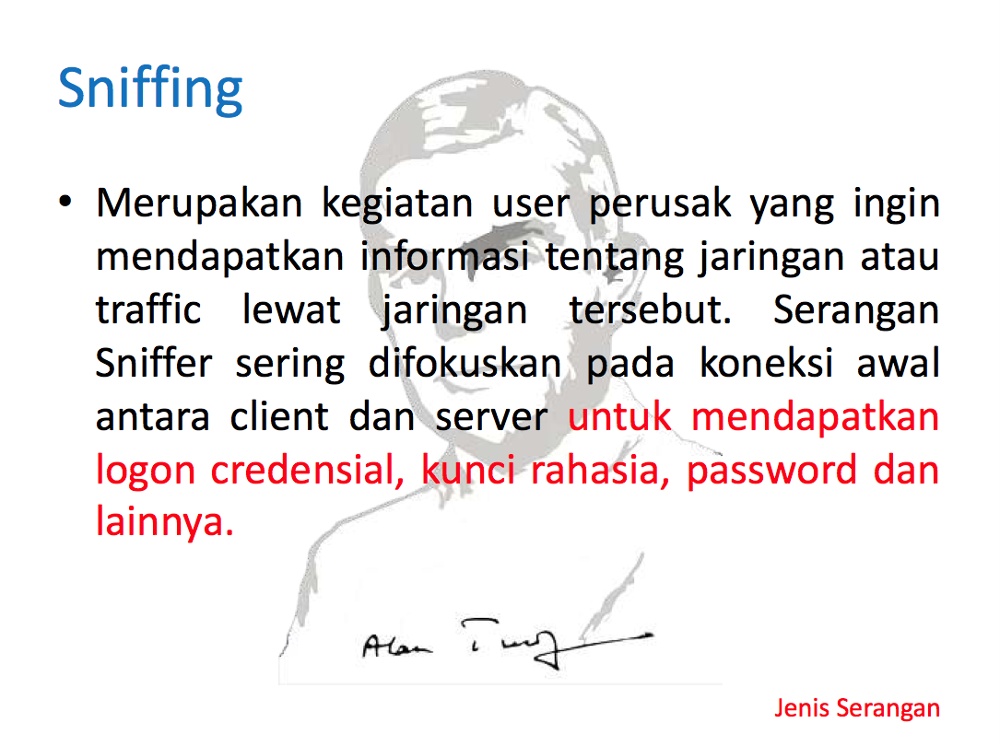 Sniffing
• Merupakan kegiatan user perusak yang ingin
mendapatkan informasi tentang jaringan atau
traffic lewat jaringan tersebut. Serangan
Sniffer sering difokuskan pada koneksi awal
antara client dan server untuk mendapatkan
logon credensial, kunci rahasia, password dan
lainnya.
Alan Turing
Jenis Serangan